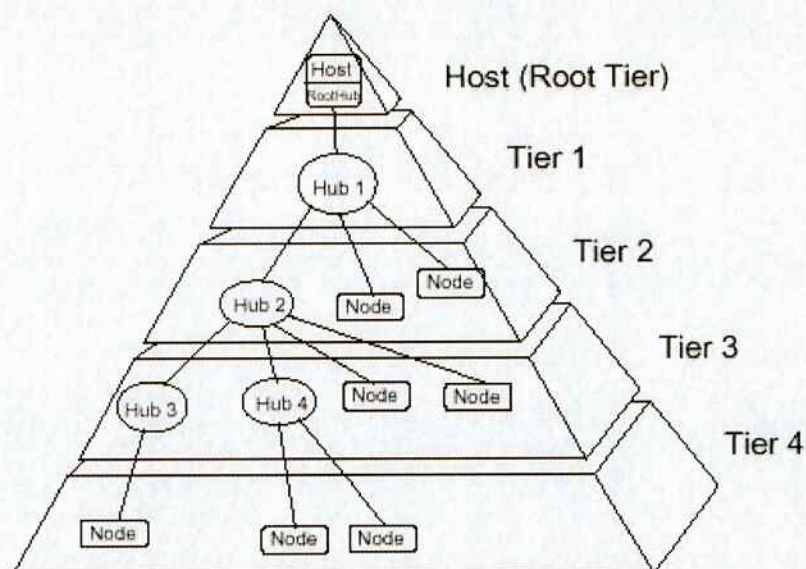 Host
RootHub
Host (Root Tier)
Hub 1
Tier 1
Hub 2
Node
Node
Tier 2
Hub 3
Hub 4
Node
Node
Tier 3
Node
Node
Node
Tier 4